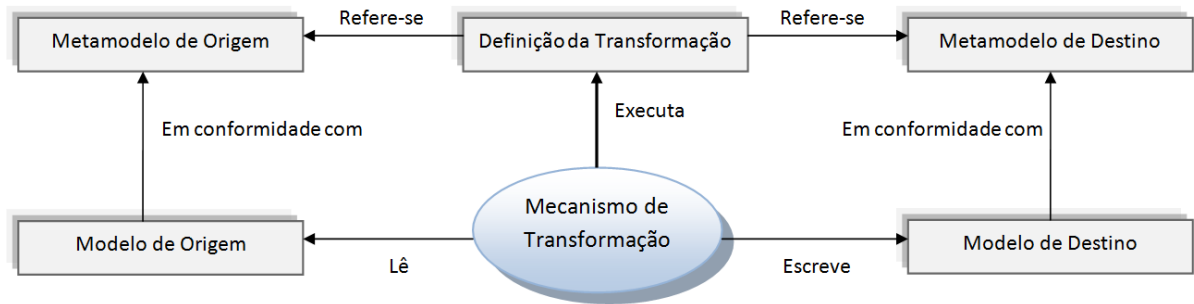 Refere-se
Refere-se
Metamodelo de Origem
Definição da Transformação
Metamodelo de Destino
Em conformidade com
Executa
Em conformidade com
Modelo de Origem
Mecanismo de
Transformação
Modelo de Destino
Lê
Escreve